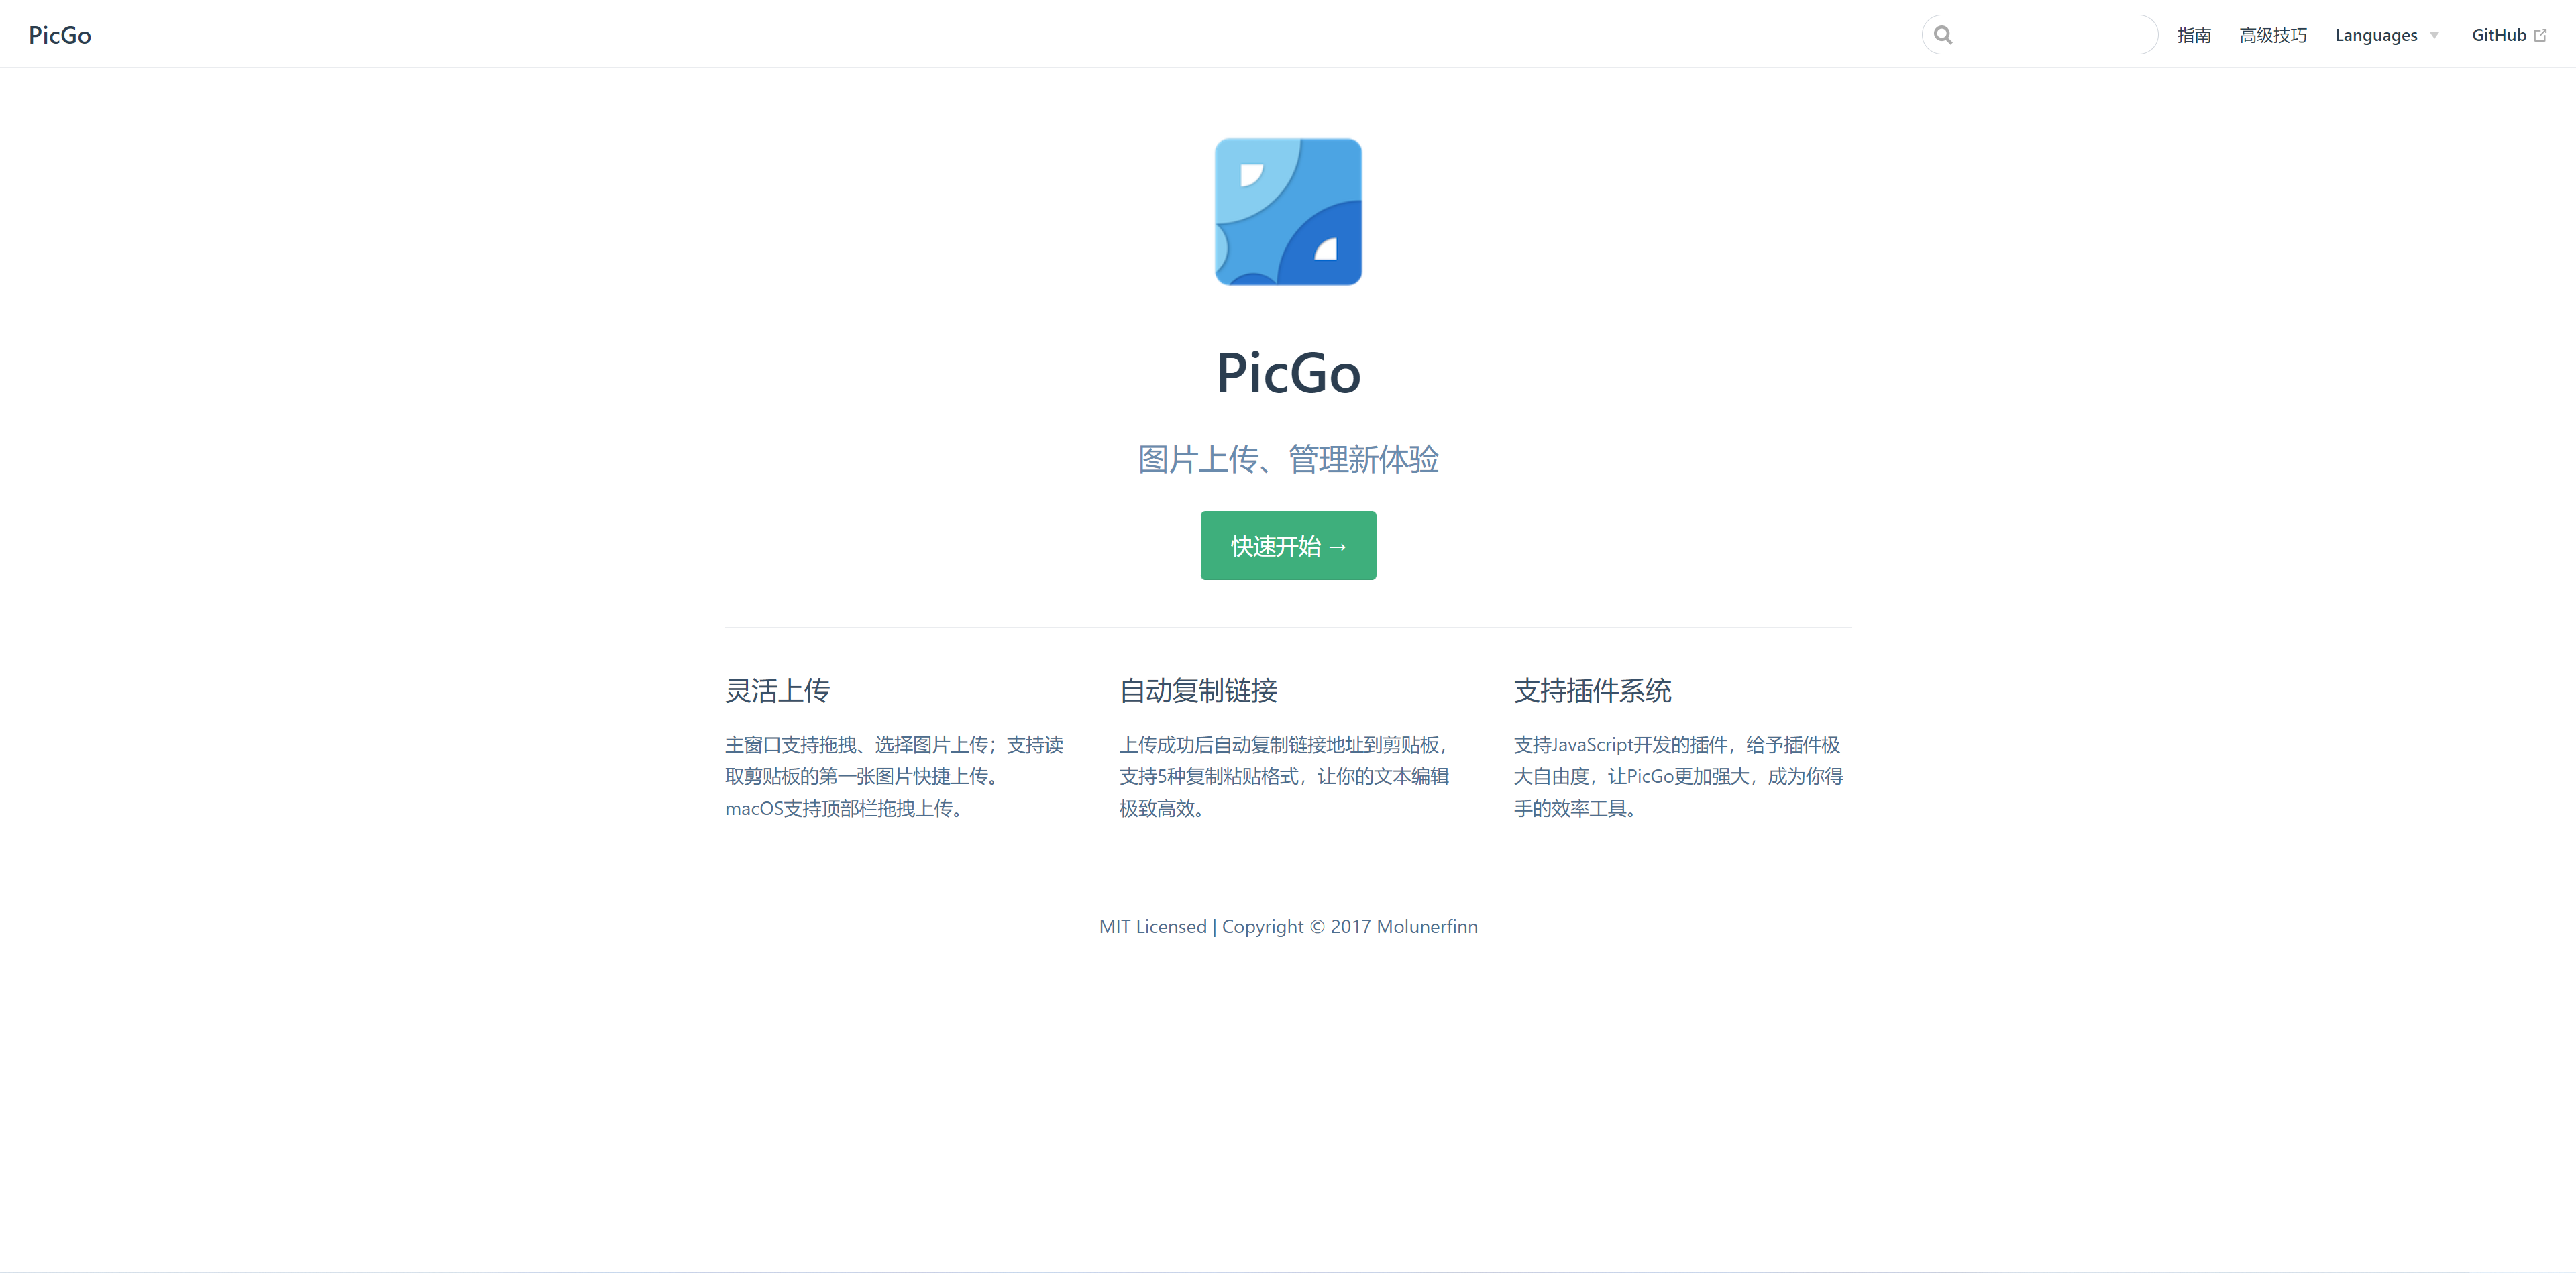 PicGo
指南
高级技巧
Languages
GitHub
PicGo
图片上传、管理新体验
快速开始 →
灵活上传
主窗口支持拖拽、选择图片上传；支持读
取剪贴板的第一张图片快捷上传。
macOS支持顶部栏拖拽上传。
自动复制链接
上传成功后自动复制链接地址到剪贴板，
支持5种复制粘贴格式，让你的文本编辑
极致高效。
支持插件系统
支持JavaScript开发的插件，给予插件极
大自由度，让PicGo更加强大，成为你得
手的效率工具。
MIT Licensed | Copyright © 2017 Molunerfinn